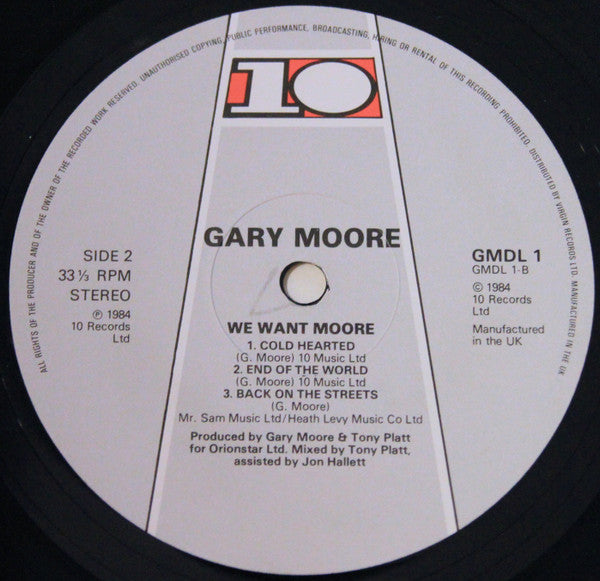 ALL RIGHTS OF THE PRODUCER AND OF THE OWNER OF THE RECORDED WORK RESERVED. UNAUTHORISED COPYING, PUBLIC PERFORMANCE, BROADCASTING, HIRING OR RENTAL OF THIS RECORDING PROHIBITED. DISTRIBUTED BY VIRGIN RECORDS LTD. MANUFACTURED IN THE UK
10
GARY MOORE
SIDE 2
33⅓ RPM
STEREO
℗ 1984
10 Records
Ltd
GMDL 1
GMDL 1-B
© 1984
10 Records
Ltd
Manufactured
in the UK
WE WANT MOORE
1. COLD HEARTED
(G. Moore) 10 Music Ltd
2. END OF THE WORLD
(G. Moore) 10 Music Ltd
3. BACK ON THE STREETS
(G. Moore)
Mr. Sam Music Ltd/Heath Levy Music Co Ltd
Produced by Gary Moore & Tony Platt
for Orionstar Ltd. Mixed by Tony Platt,
assisted by Jon Hallett